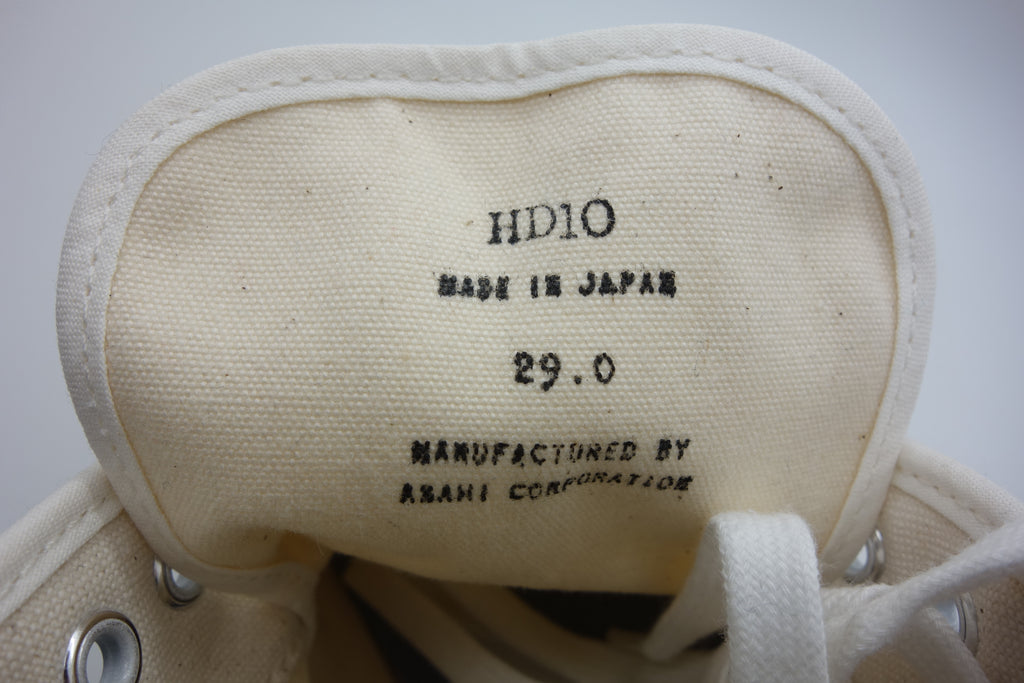 HD10
MADE IN JAPAN
29.0
MANUFACTURED BY
ASAHI CORPORATION